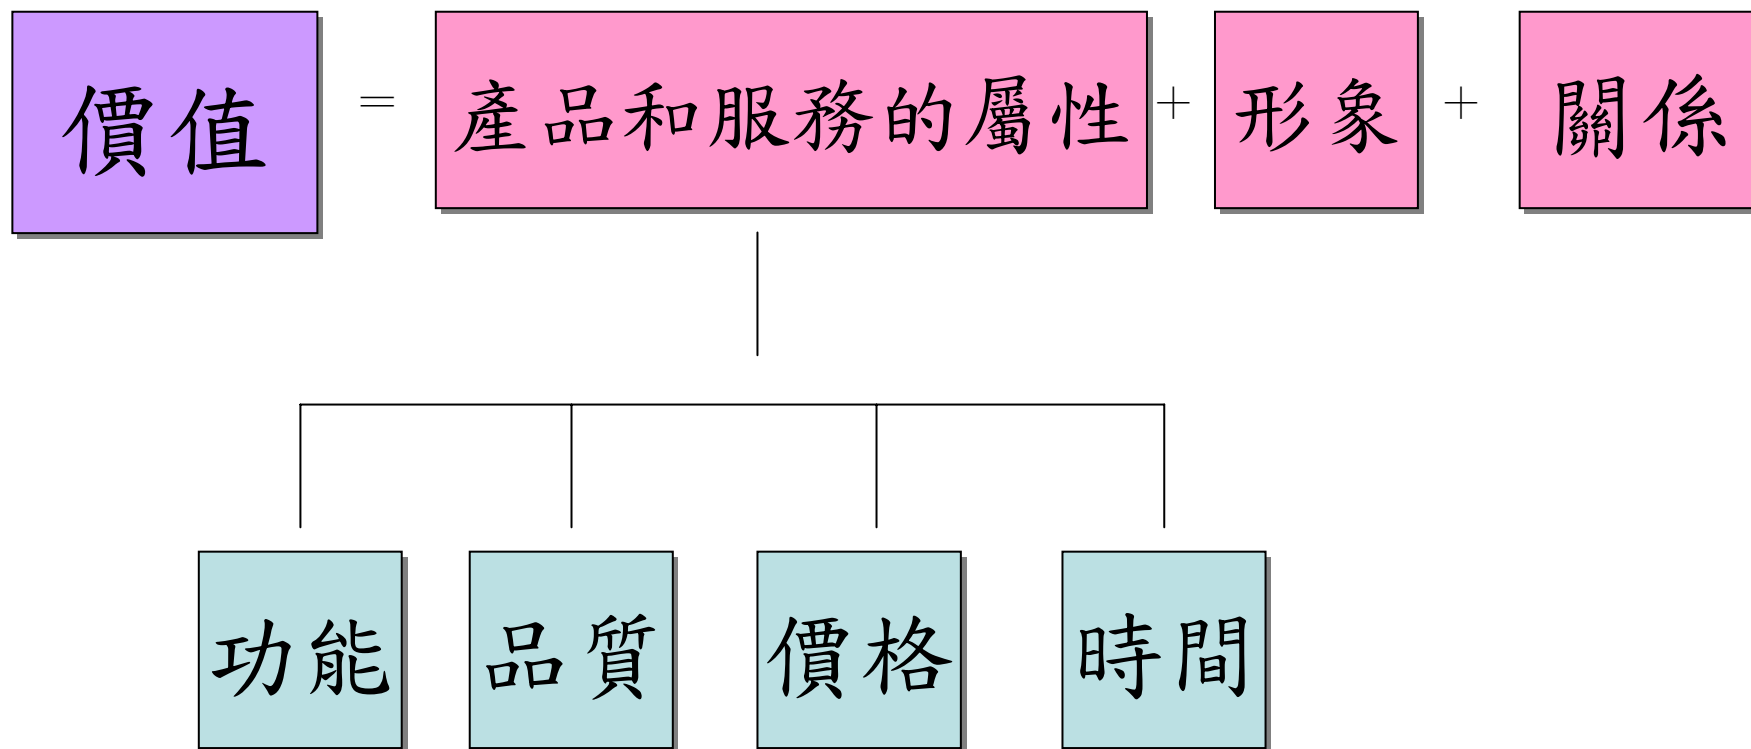 價值 = 產品和服務的屬性 + 形象 + 關係
功能 品質 價格 時間